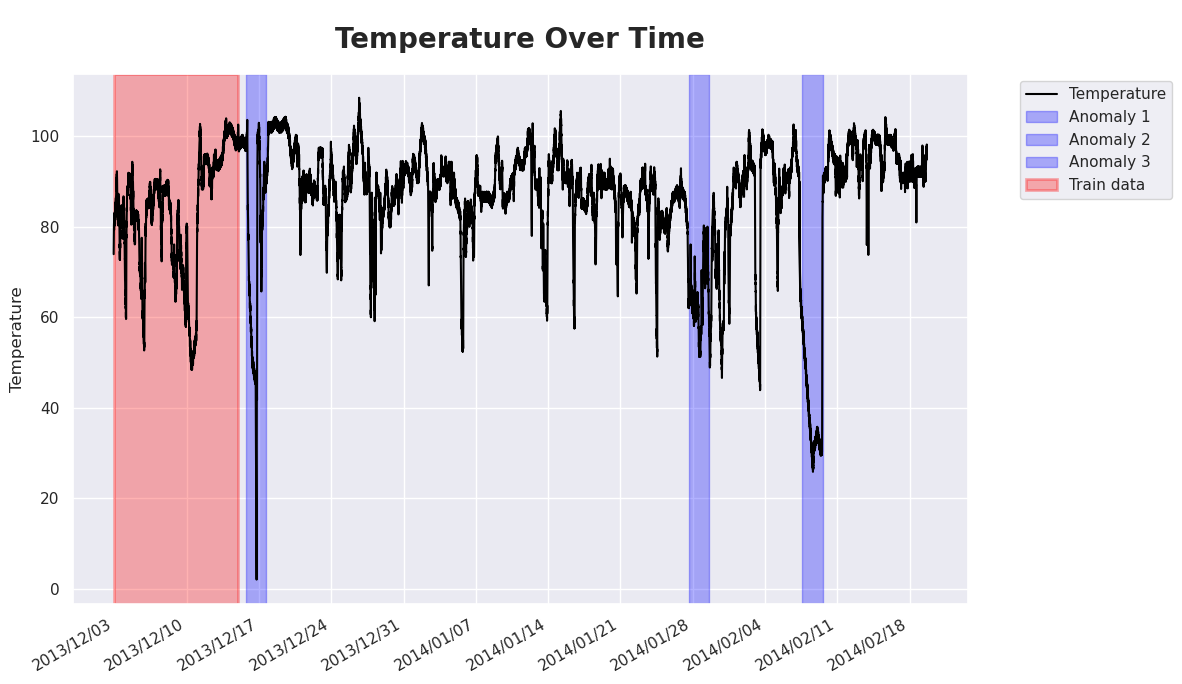 Temperature Over Time
Temperature
Anomaly 1
Anomaly 2
Anomaly 3
Train data
Temperature
100
80
60
40
20
0
2013/12/03
2013/12/10
2013/12/17
2013/12/24
2013/12/31
2014/01/07
2014/01/14
2014/01/21
2014/01/28
2014/02/04
2014/02/11
2014/02/18